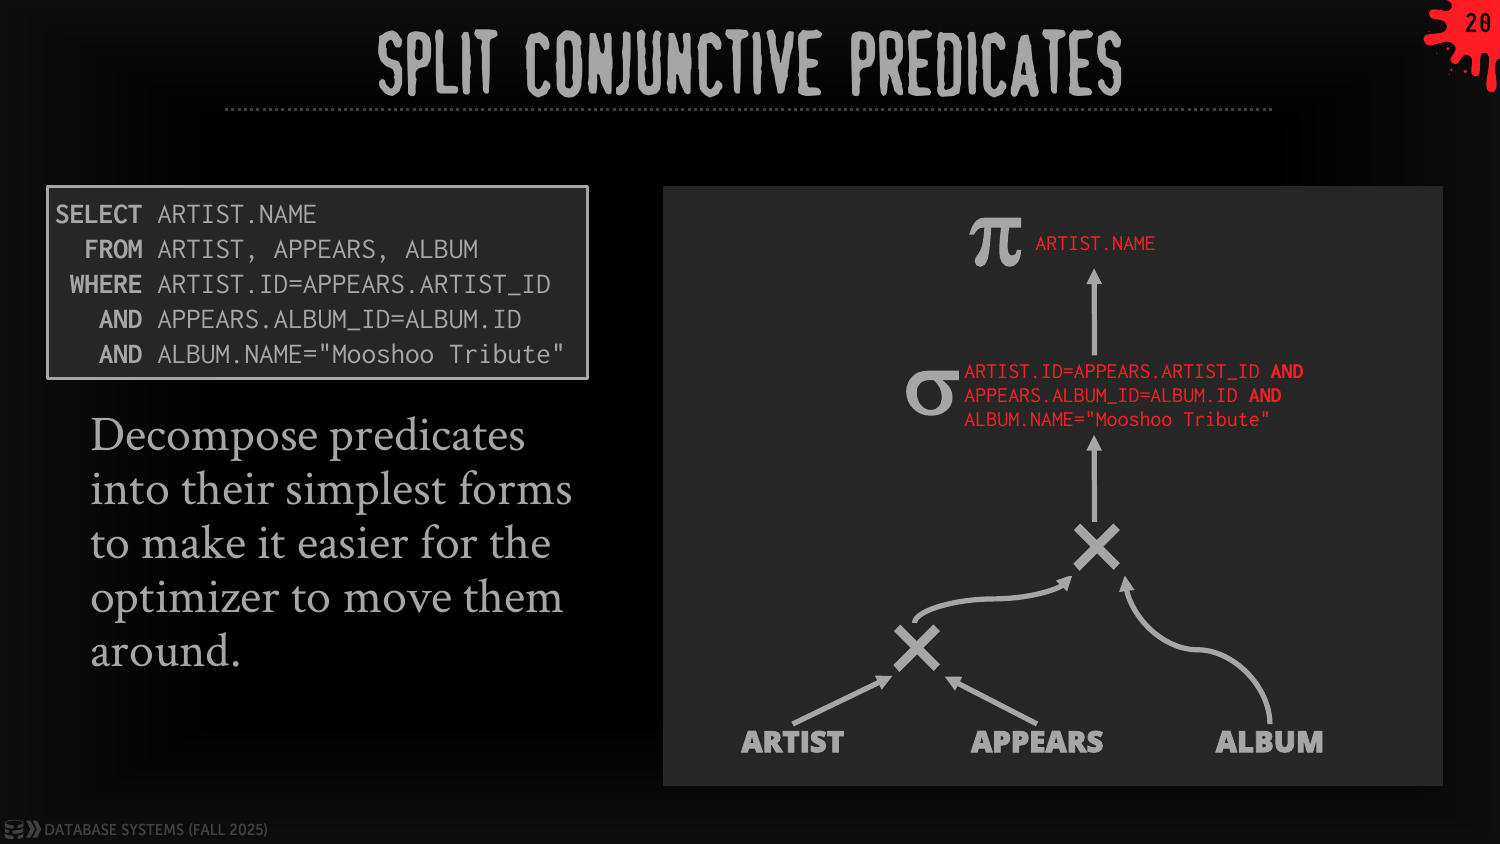 SPLIT CONJUNCTIVE PREDICATES
20
SELECT ARTIST.NAME
FROM ARTIST, APPEARS, ALBUM
WHERE ARTIST.ID=APPEARS.ARTIST_ID
AND APPEARS.ALBUM_ID=ALBUM.ID
AND ALBUM.NAME="Mooshoo Tribute"
Decompose predicates
into their simplest forms
to make it easier for the
optimizer to move them
around.
π ARTIST.NAME
σ ARTIST.ID=APPEARS.ARTIST_ID AND
APPEARS.ALBUM_ID=ALBUM.ID AND
ALBUM.NAME="Mooshoo Tribute"
×
×
ARTIST APPEARS ALBUM
DATABASE SYSTEMS (FALL 2025)